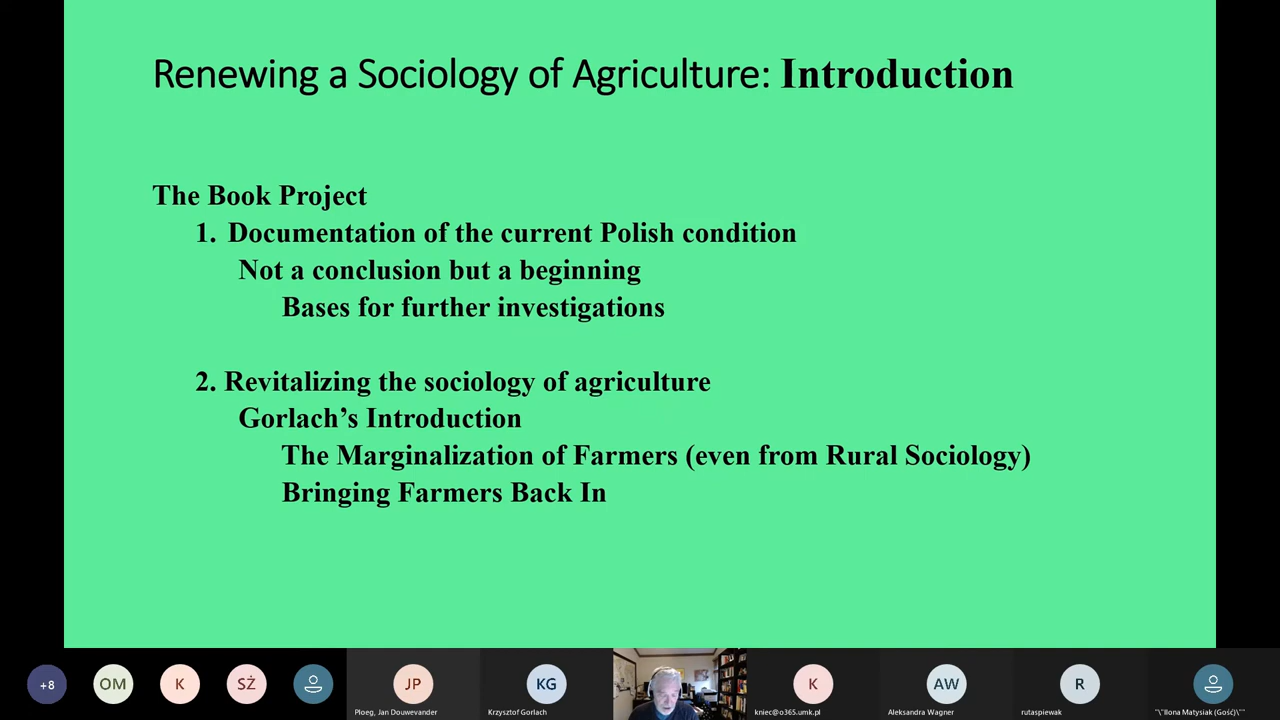 Renewing a Sociology of Agriculture: Introduction
The Book Project
1. Documentation of the current Polish condition
Not a conclusion but a beginning
Bases for further investigations
2. Revitalizing the sociology of agriculture
Gorlach's Introduction
The Marginalization of Farmers (even from Rural Sociology)
Bringing Farmers Back In
+8
OM
K
SŻ
JP
Ploeg, Jan Douwevander
KG
Krzysztof Gorlach
K
kniec@o365.umk.pl
AW
Aleksandra Wagner
R
rutaspiewak
"\"Ilona Matysiak (Gość)\""